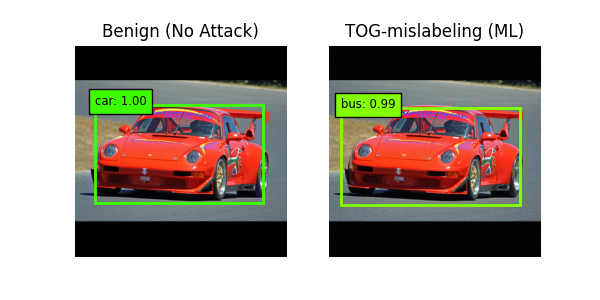 Benign (No Attack)
TOG-mislabeling (ML)
car: 1.00
bus: 0.99